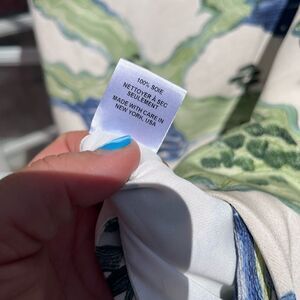 100% SOIE
NETTOYER À SEC
SEULEMENT
MADE WITH CARE IN
NEW YORK, USA